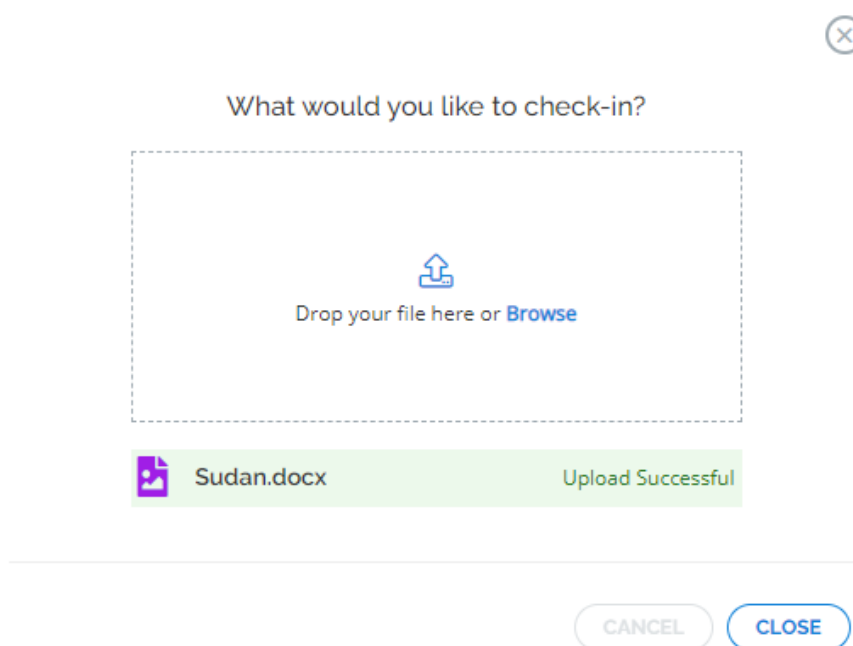 What would you like to check-in?
Drop your file here or Browse
Sudan.docx Upload Successful
CANCEL CLOSE